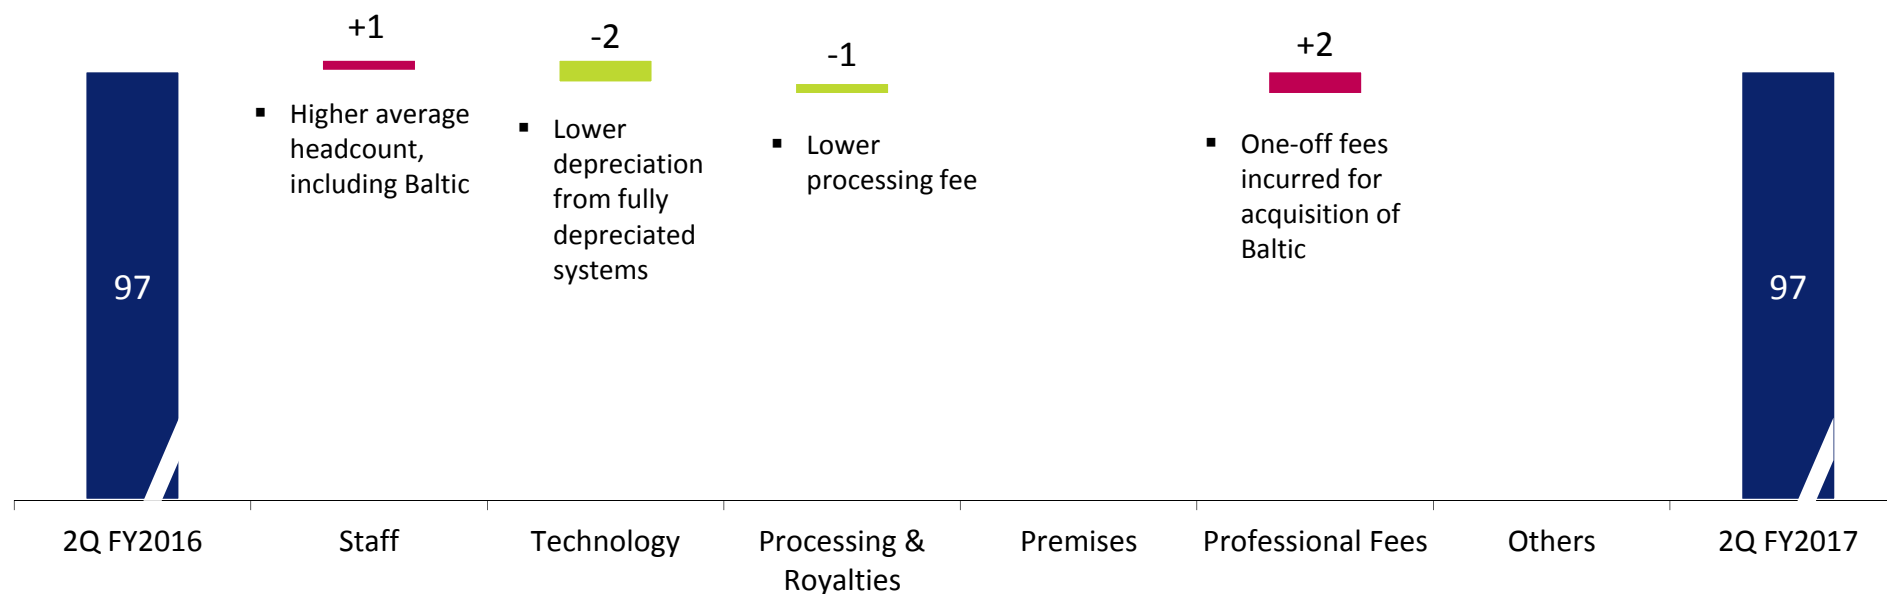 +1
-2
-1
+2
▪ Higher average
headcount,
including Baltic
▪ Lower
depreciation
from fully
depreciated
systems
▪ Lower
processing fee
▪ One-off fees
incurred for
acquisition of
Baltic
97
97
2Q FY2016
Staff
Technology
Processing &
Royalties
Premises
Professional Fees
Others
2Q FY2017